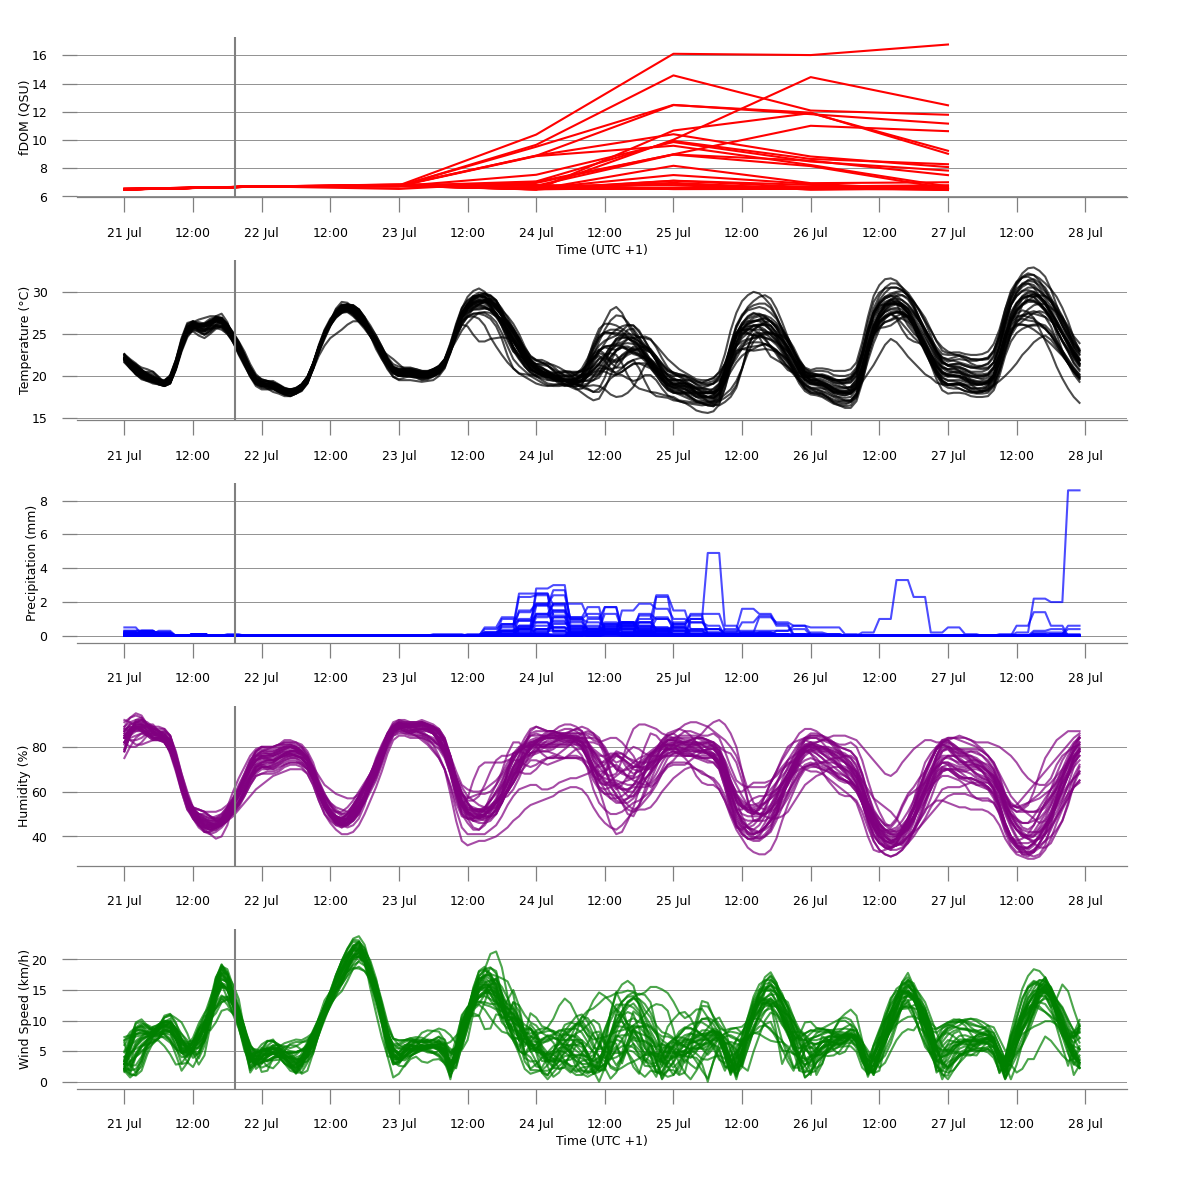 fDOM (QSU)
16
14
12
10
8
6
21 Jul 12:00 22 Jul 12:00 23 Jul 12:00 24 Jul 12:00 25 Jul 12:00 26 Jul 12:00 27 Jul 12:00 28 Jul
Time (UTC +1)
Temperature (°C)
30
25
20
15
21 Jul 12:00 22 Jul 12:00 23 Jul 12:00 24 Jul 12:00 25 Jul 12:00 26 Jul 12:00 27 Jul 12:00 28 Jul
Precipitation (mm)
8
6
4
2
0
21 Jul 12:00 22 Jul 12:00 23 Jul 12:00 24 Jul 12:00 25 Jul 12:00 26 Jul 12:00 27 Jul 12:00 28 Jul
Humidity (%)
80
60
40
21 Jul 12:00 22 Jul 12:00 23 Jul 12:00 24 Jul 12:00 25 Jul 12:00 26 Jul 12:00 27 Jul 12:00 28 Jul
Wind Speed (km/h)
20
15
10
5
0
21 Jul 12:00 22 Jul 12:00 23 Jul 12:00 24 Jul 12:00 25 Jul 12:00 26 Jul 12:00 27 Jul 12:00 28 Jul
Time (UTC +1)